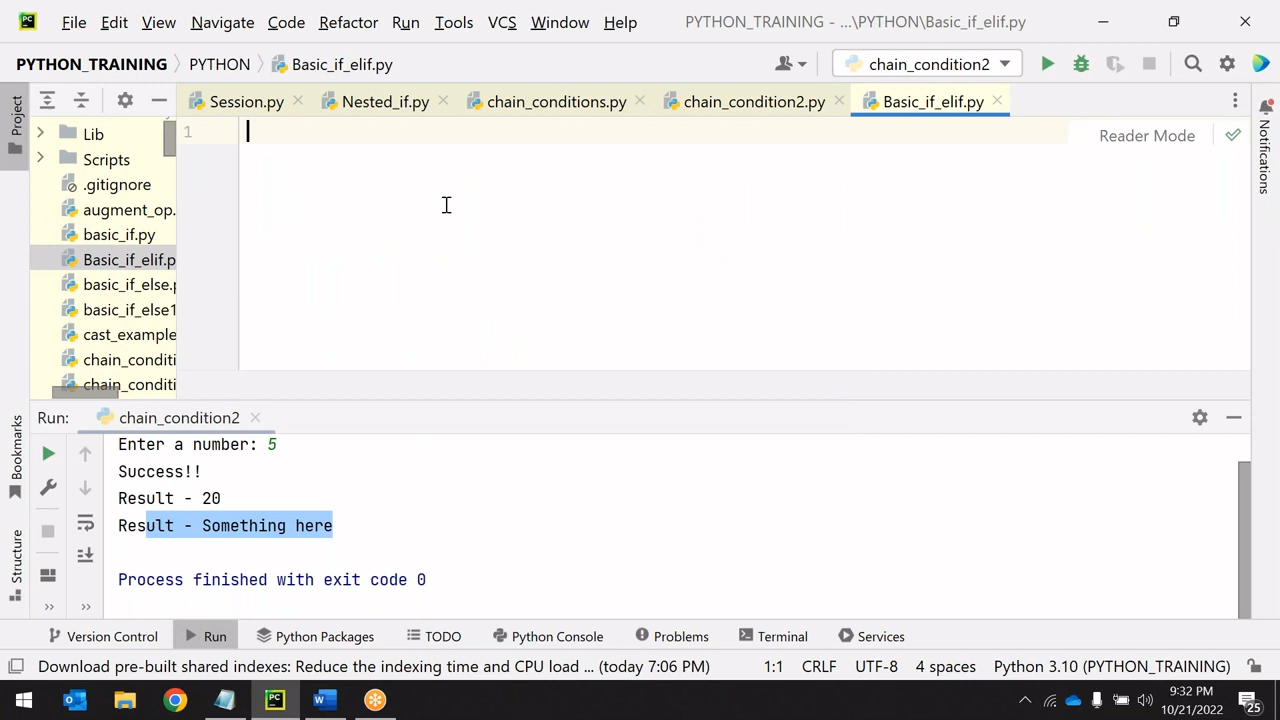 PC File Edit View Navigate Code Refactor Run Tools VCS Window Help PYTHON_TRAINING - ...\PYTHON\Basic_if_elif.py
PYTHON_TRAINING PYTHON Basic_if_elif.py chain_condition2
Project
Session.py Nested_if.py chain_conditions.py chain_condition2.py Basic_if_elif.py
Lib
Scripts
.gitignore
augment_op.
basic_if.py
Basic_if_elif.p
basic_if_else.p
basic_if_else1
cast_example
chain_conditi
chain_conditi
1
Reader Mode
Notifications
Run: chain_condition2
Enter a number: 5
Success!!
Result - 20
Result - Something here
Process finished with exit code 0
Bookmarks
Structure
Version Control Run Python Packages TODO Python Console Problems Terminal Services
Download pre-built shared indexes: Reduce the indexing time and CPU load ... (today 7:06 PM) 1:1 CRLF UTF-8 4 spaces Python 3.10 (PYTHON_TRAINING)
9:32 PM
10/21/2022
25